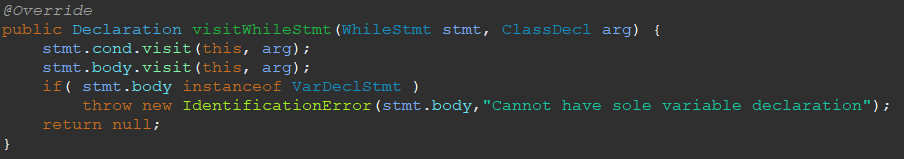 @Override
public Declaration visitWhileStmt(WhileStmt stmt, ClassDecl arg) {
    stmt.cond.visit(this, arg);
    stmt.body.visit(this, arg);
    if( stmt.body instanceof VarDeclStmt )
        throw new IdentificationError(stmt.body,"Cannot have sole variable declaration");
    return null;
}